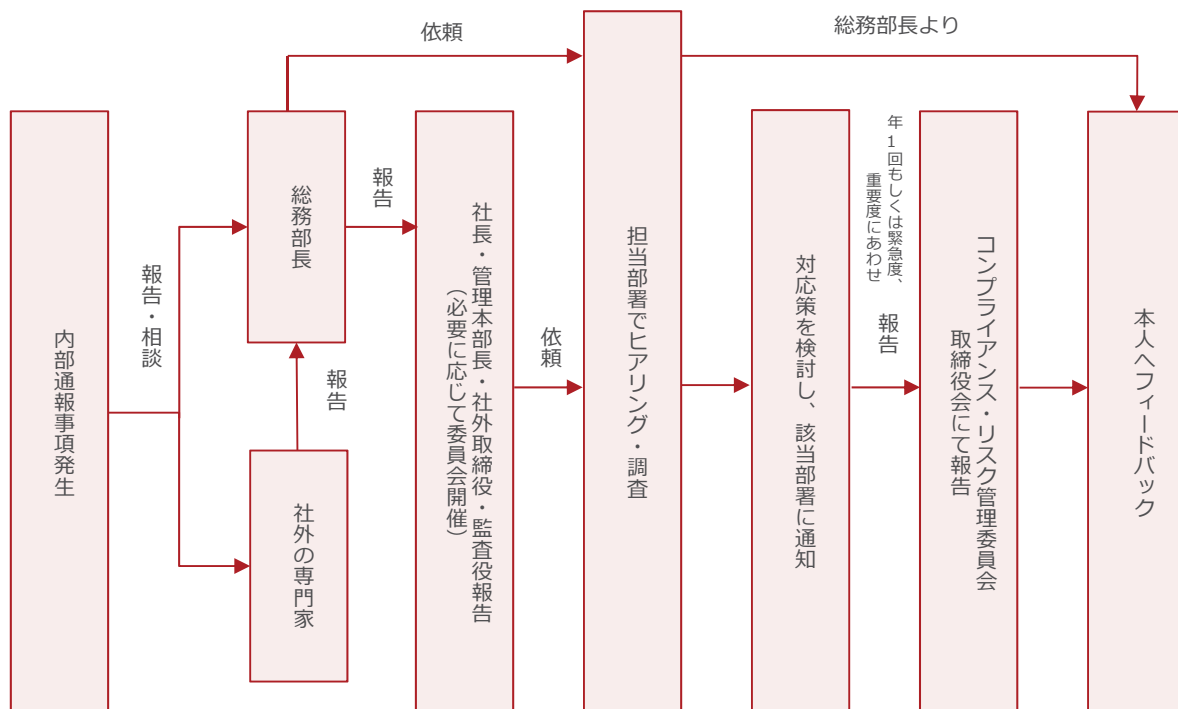 内部通報事項発生
報告・相談
総務部長
社外の専門家
報告
依頼
報告
社長・管理本部長・社外取締役・監査役報告
（必要に応じて委員会開催）
依頼
担当部署でヒアリング・調査
総務部長より
対応策を検討し、該当部署に通知
年1回もしくは緊急度、
重要度にあわせ
報告
コンプライアンス・リスク管理委員会
取締役会にて報告
本人へフィードバック